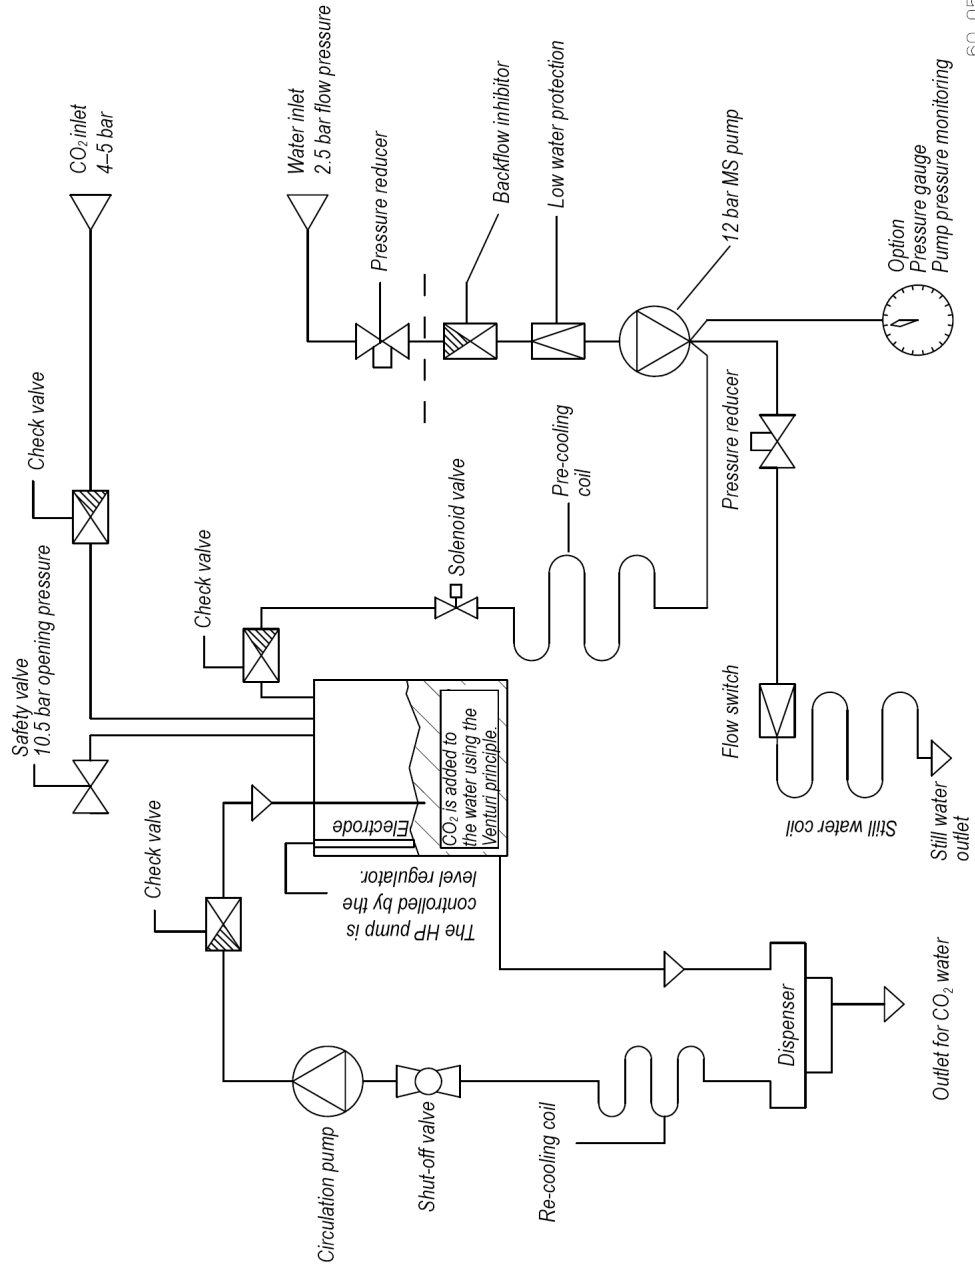 CO₂ inlet
4–5 bar
Water inlet
2.5 bar flow pressure
Pressure reducer
Backflow inhibitor
Low water protection
12 bar MS pump
Option
Pressure gauge
Pump pressure monitoring
Check valve
Safety valve
10.5 bar opening pressure
Check valve
Solenoid valve
Pre-cooling
coil
Pressure reducer
Flow switch
Still water coil
Still water
outlet
Check valve
Electrode
CO₂ is added to
the water using the
Venturi principle.
The HP pump is
controlled by the
level regulator.
Circulation pump
Shut-off valve
Re-cooling coil
Dispenser
Outlet for CO₂ water